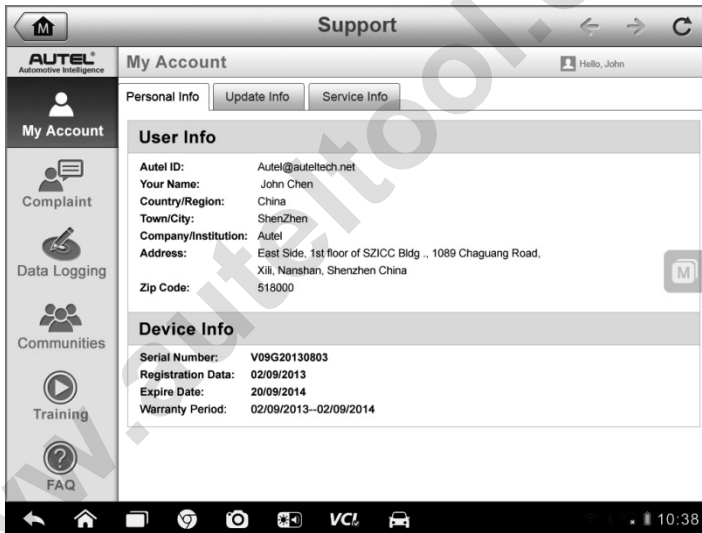 M
Support
AUTEL®
Automotive Intelligence
My Account
Hello, John
Personal Info
Update Info
Service Info
My Account
User Info
Autel ID: Autel@auteltech.net
Your Name: John Chen
Country/Region: China
Town/City: ShenZhen
Company/Institution: Autel
Address: East Side, 1st floor of SZICC Bldg ., 1089 Chaguang Road,
Xili, Nanshan, Shenzhen China
Zip Code: 518000
Complaint
Data Logging
M
Communities
Device Info
Serial Number: V09G20130803
Registration Data: 02/09/2013
Expire Date: 20/09/2014
Warranty Period: 02/09/2013--02/09/2014
Training
FAQ
VCI
10:38
www.auteltool.c